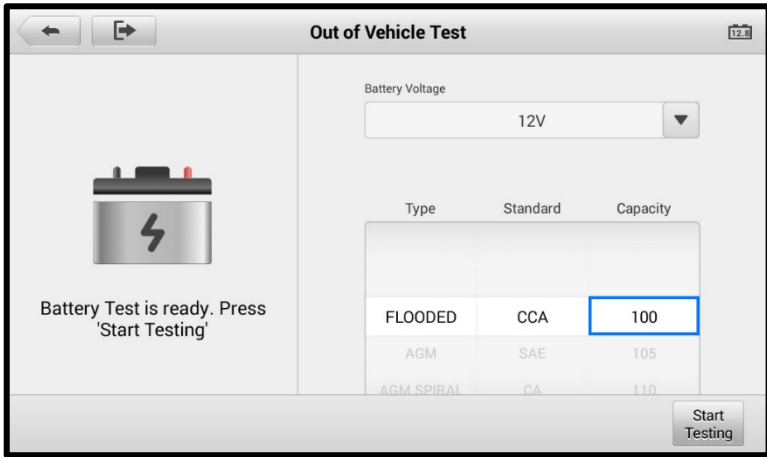 Out of Vehicle Test
12.8
Battery Voltage
12V
Type Standard Capacity
FLOODED CCA 100
AGM SAE 105
AGM SPIRAL CA 110
Battery Test is ready. Press
'Start Testing'
Start
Testing